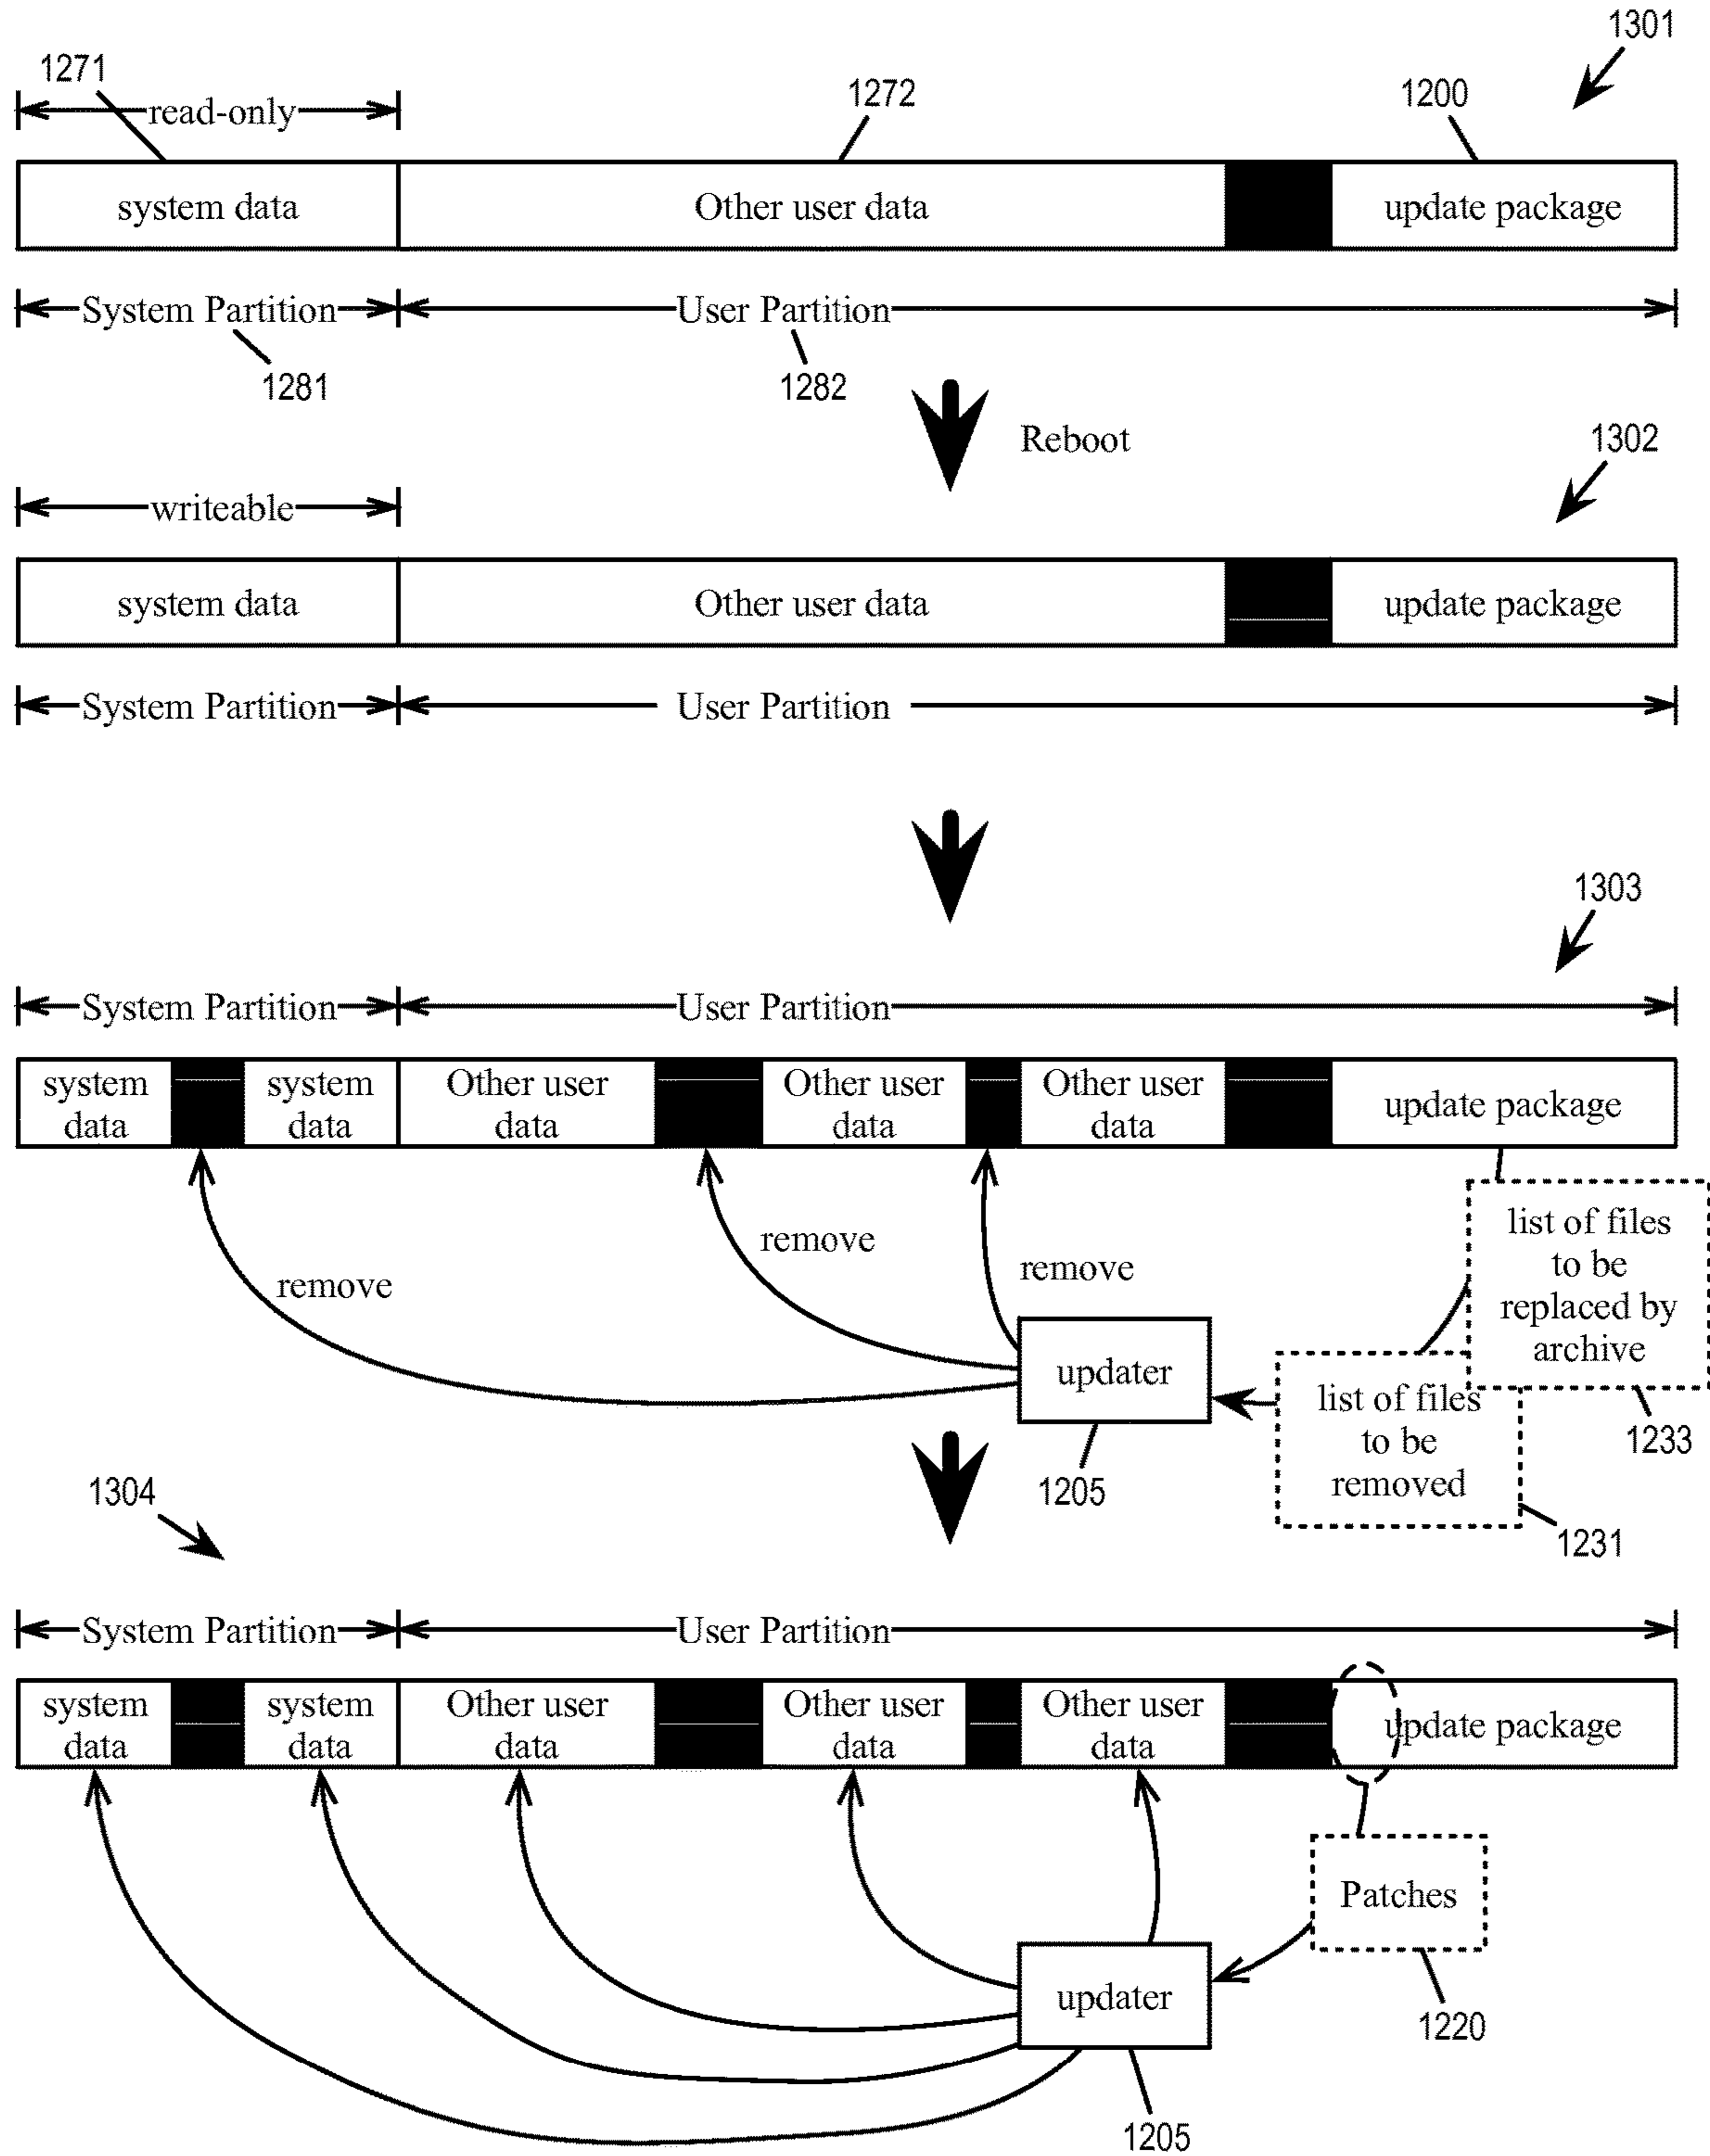 1301
1271
1272
1200
read-only
system data
Other user data
update package
System Partition
User Partition
1281
1282
Reboot
1302
writeable
system data
Other user data
update package
System Partition
User Partition
1303
System Partition
User Partition
system
data
system
data
Other user
data
Other user
data
Other user
data
update package
remove
remove
remove
list of files
to be
replaced by
archive
updater
list of files
to be
removed
1233
1205
1231
1304
System Partition
User Partition
system
data
system
data
Other user
data
Other user
data
Other user
data
update package
Patches
updater
1220
1205